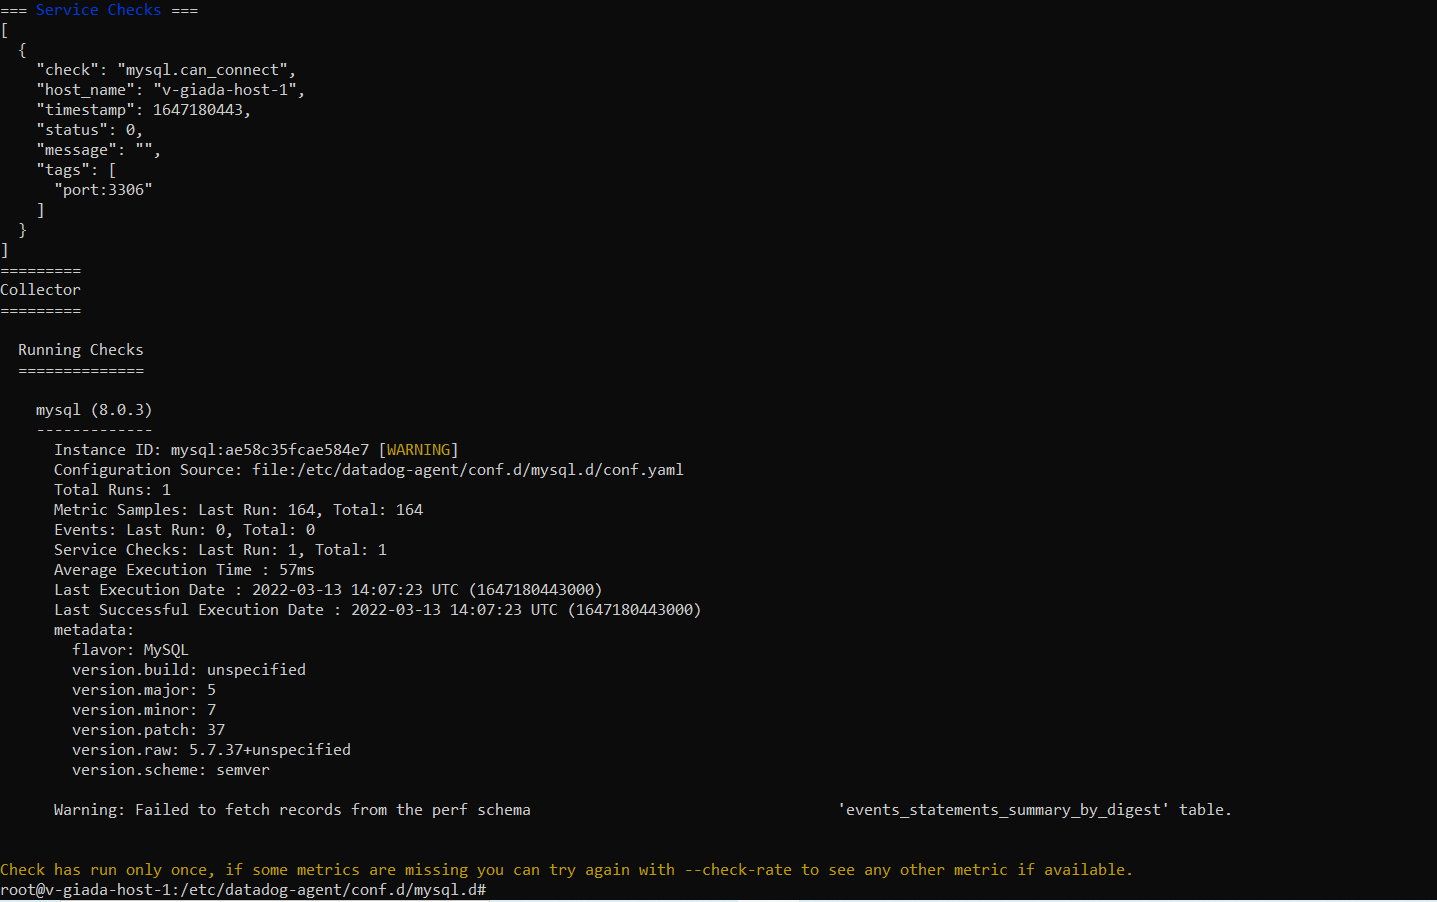 === Service Checks ===
[
  {
    "check": "mysql.can_connect",
    "host_name": "v-giada-host-1",
    "timestamp": 1647180443,
    "status": 0,
    "message": "",
    "tags": [
      "port:3306"
    ]
  }
]
=========
Collector
=========

  Running Checks
  ==============

    mysql (8.0.3)
    -------------
      Instance ID: mysql:ae58c35fcae584e7 [WARNING]
      Configuration Source: file:/etc/datadog-agent/conf.d/mysql.d/conf.yaml
      Total Runs: 1
      Metric Samples: Last Run: 164, Total: 164
      Events: Last Run: 0, Total: 0
      Service Checks: Last Run: 1, Total: 1
      Average Execution Time : 57ms
      Last Execution Date : 2022-03-13 14:07:23 UTC (1647180443000)
      Last Successful Execution Date : 2022-03-13 14:07:23 UTC (1647180443000)
      metadata:
        flavor: MySQL
        version.build: unspecified
        version.major: 5
        version.minor: 7
        version.patch: 37
        version.raw: 5.7.37+unspecified
        version.scheme: semver

      Warning: Failed to fetch records from the perf schema                                  'events_statements_summary_by_digest' table.


Check has run only once, if some metrics are missing you can try again with --check-rate to see any other metric if available.
root@v-giada-host-1:/etc/datadog-agent/conf.d/mysql.d#